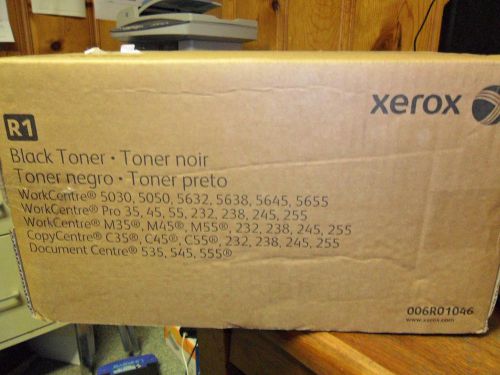 xerox
R1
Black Toner • Toner noir
Toner negro • Toner preto
WorkCentre® 5030, 5050, 5632, 5638, 5645, 5655
WorkCentre® Pro 35, 45, 55, 232, 238, 245, 255
WorkCentre® M35®, M45®, M55®, 232, 238, 245, 255
CopyCentre® C35®, C45®, C55®, 232, 238, 245, 255
Document Centre® 535, 545, 555®
006R01046
www.xerox.com